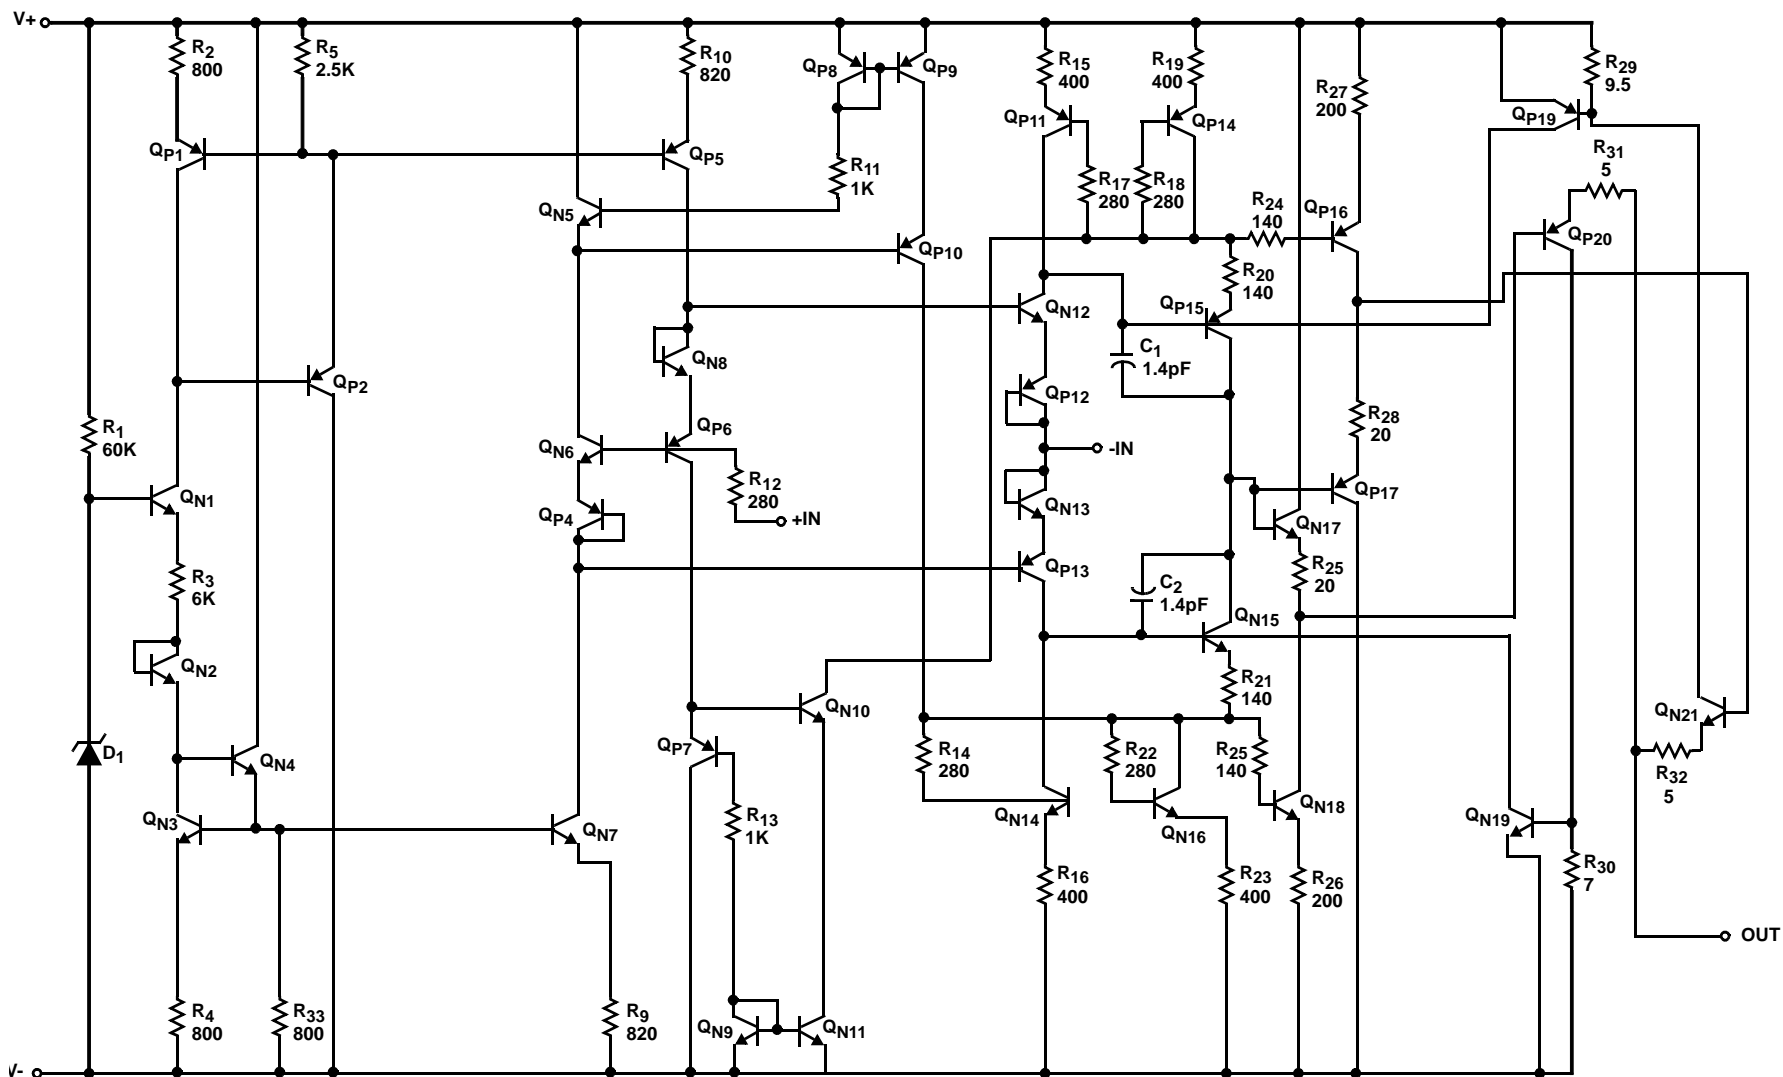 V+
R2
800
R5
2.5K
R10
820
QP8
QP9
R15
400
R19
400
R27
200
R29
9.5
QP1
QP5
QP11
QP14
QP19
R11
1K
R17
280
R18
280
R31
5
QN5
R24
140
QP16
QP10
R20
140
QP20
QN12
QP15
C1
1.4pF
QN8
QP2
QP12
R1
60K
QP6
R28
20
QN6
-IN
R12
280
QP17
QN1
QN13
QP4
+IN
QN17
QP13
R25
20
R3
6K
C2
1.4pF
QN15
QN2
R21
140
QN10
QN21
D1
QN4
QP7
R14
280
R22
280
R25
140
R32
5
QN3
QN7
R13
1K
QN14
QN16
QN18
QN19
R16
400
R23
400
R26
200
R30
7
OUT
R4
800
R33
800
R9
820
QN9
QN11
V-